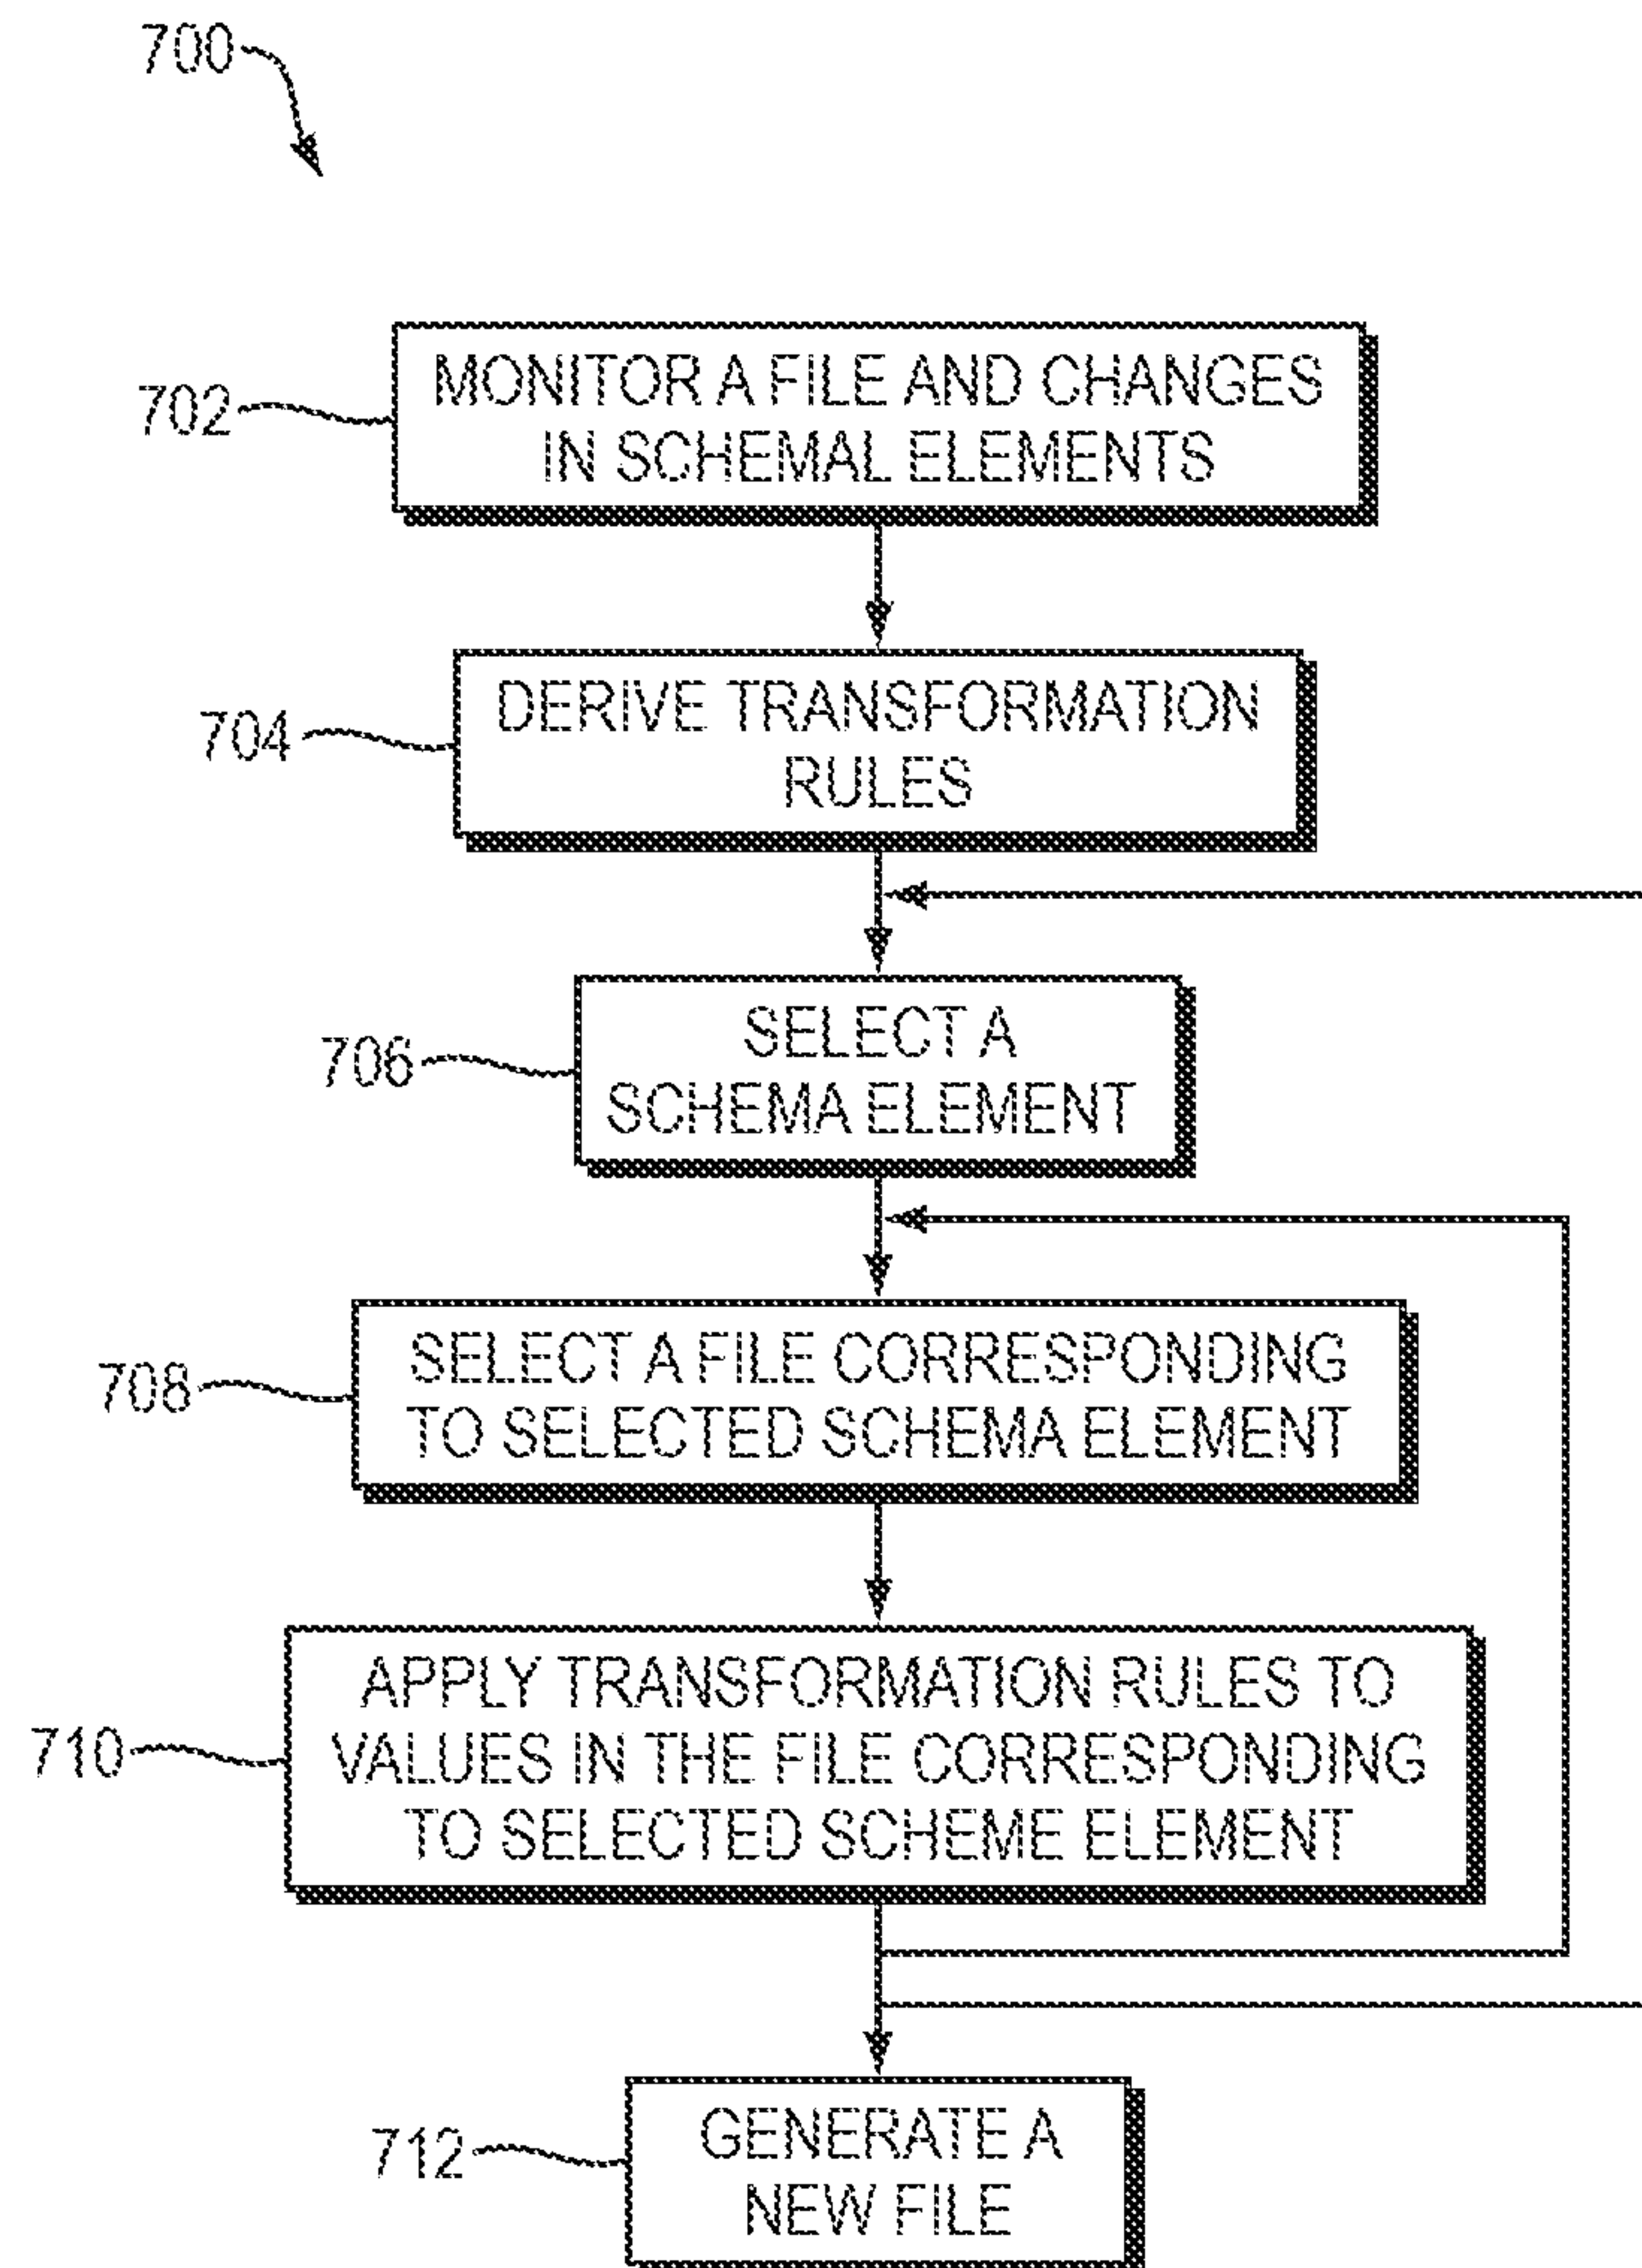 700
702
MONITOR A FILE AND CHANGES
IN SCHEMAL ELEMENTS
704
DERIVE TRANSFORMATION
RULES
706
SELECT A
SCHEMA ELEMENT
708
SELECT A FILE CORRESPONDING
TO SELECTED SCHEMA ELEMENT
710
APPLY TRANSFORMATION RULES TO
VALUES IN THE FILE CORRESPONDING
TO SELECTED SCHEME ELEMENT
712
GENERATE A
NEW FILE